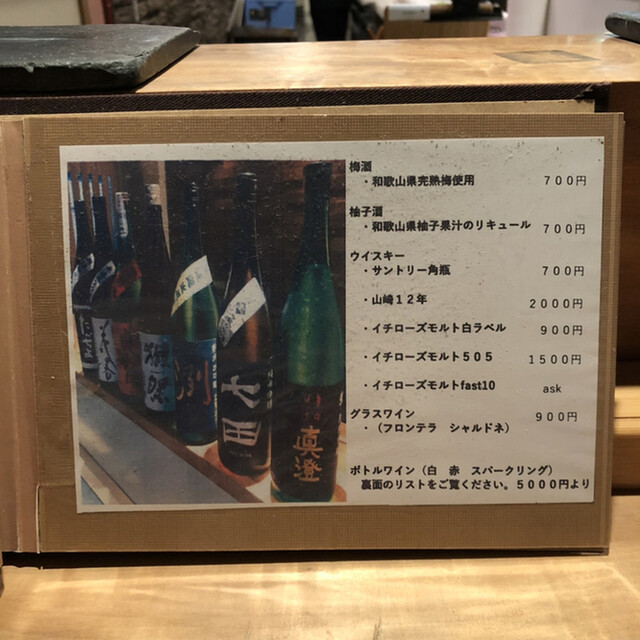 梅酒
・和歌山県完熟梅使用 ７００円
柚子酒
・和歌山県柚子果汁のリキュール ７００円
ウイスキー
・サントリー角瓶 ７００円
・山崎１２年 ２０００円
・イチローズモルト白ラベル ９００円
・イチローズモルト５０５ １５００円
・イチローズモルトfast10 ask
グラスワイン ９００円
・（フロンテラ　シャルドネ）
ボトルワイン（白　赤　スパークリング）
裏面のリストをご覧ください。５０００円より
獺祭
七田
眞澄